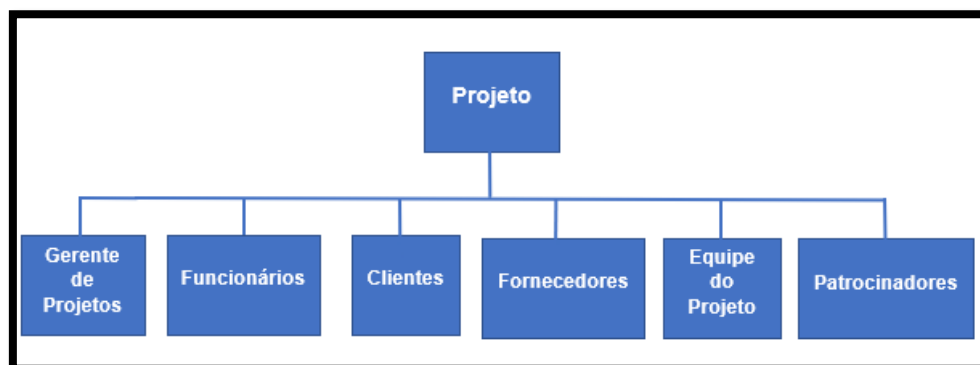 Projeto
Gerente
de
Projetos
Funcionários
Clientes
Fornecedores
Equipe
do
Projeto
Patrocinadores